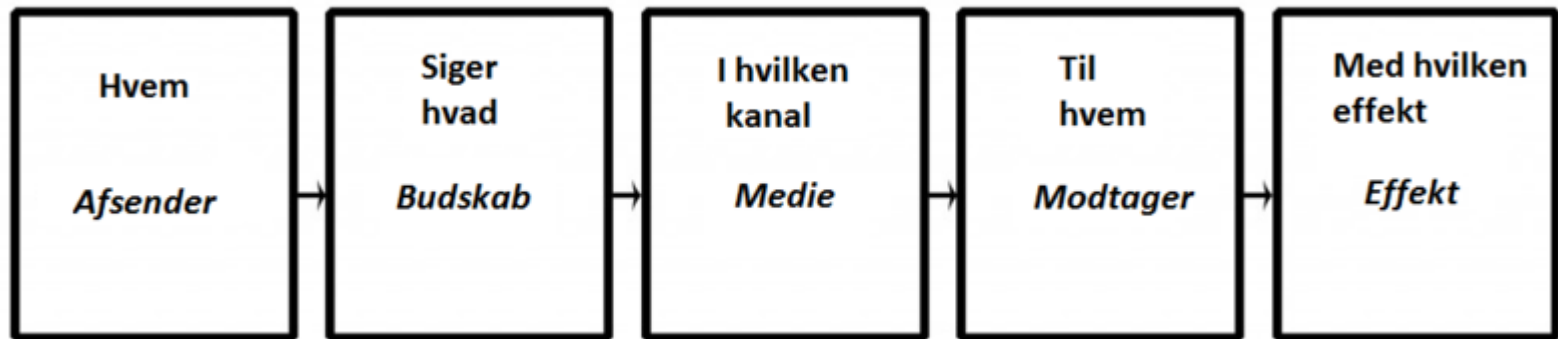 Hvem
Afsender
Siger
hvad
Budskab
I hvilken
kanal
Medie
Til
hvem
Modtager
Med hvilken
effekt
Effekt